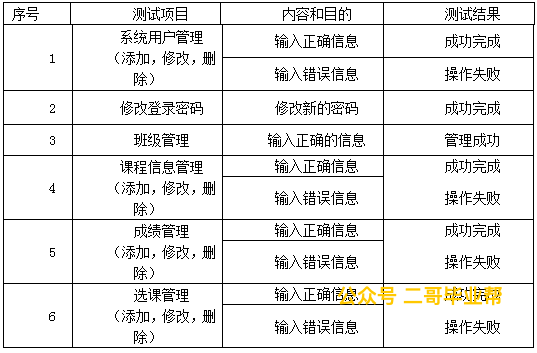 序号 测试项目 内容和目的 测试结果
系统用户管理 输入正确信息 成功完成
1 （添加，修改，删
除） 输入错误信息 操作失败
2 修改登录密码 修改新的密码 成功完成
3 班级管理 输入正确的信息 管理成功
课程信息管理 输入正确信息 成功完成
4 （添加，修改，删 输入错误信息 操作失败
除）
成绩管理 输入正确信息 成功完成
5 （添加，修改，删 输入错误信息 操作失败
除）
公众号 二哥毕业帮
选课管理 输入正确信息 成功完成
6 （添加，修改，删 输入错误信息 操作失败
除）